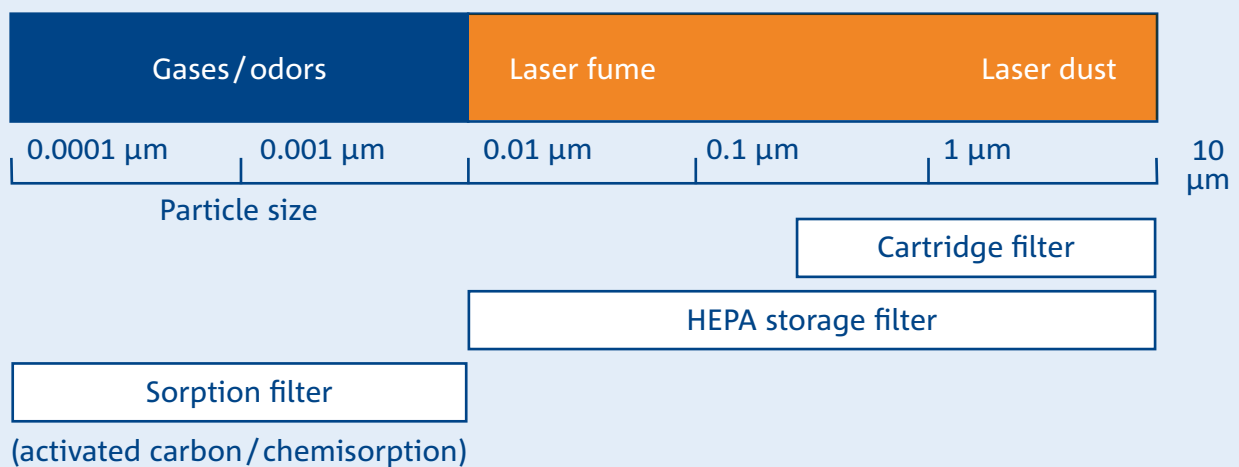 Gases / odors Laser fume Laser dust
0.0001 µm 0.001 µm 0.01 µm 0.1 µm 1 µm 10
µm
Particle size
Cartridge filter
HEPA storage filter
Sorption filter
(activated carbon / chemisorption)